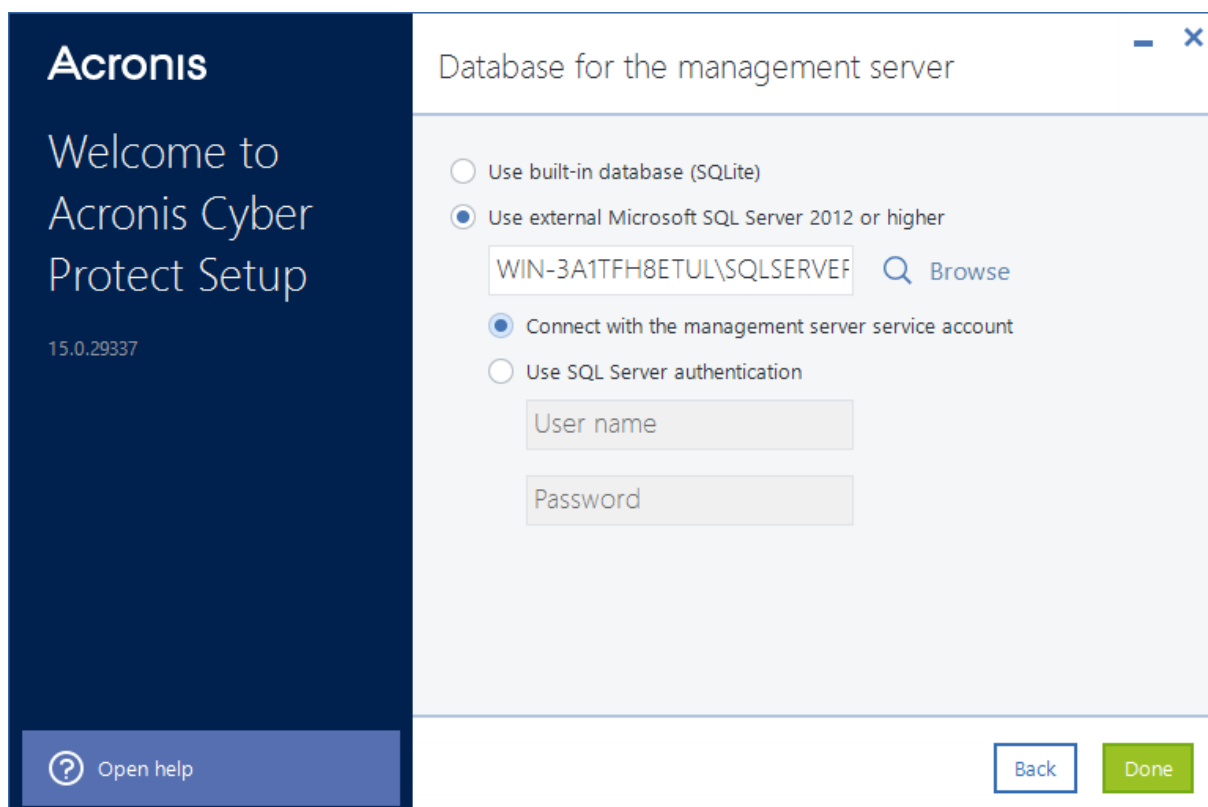 Acronis
Welcome to
Acronis Cyber
Protect Setup
15.0.29337
Open help
Database for the management server
Use built-in database (SQLite)
Use external Microsoft SQL Server 2012 or higher
WIN-3A1TFH8ETUL\SQLSERVER
Browse
Connect with the management server service account
Use SQL Server authentication
User name
Password
Back
Done